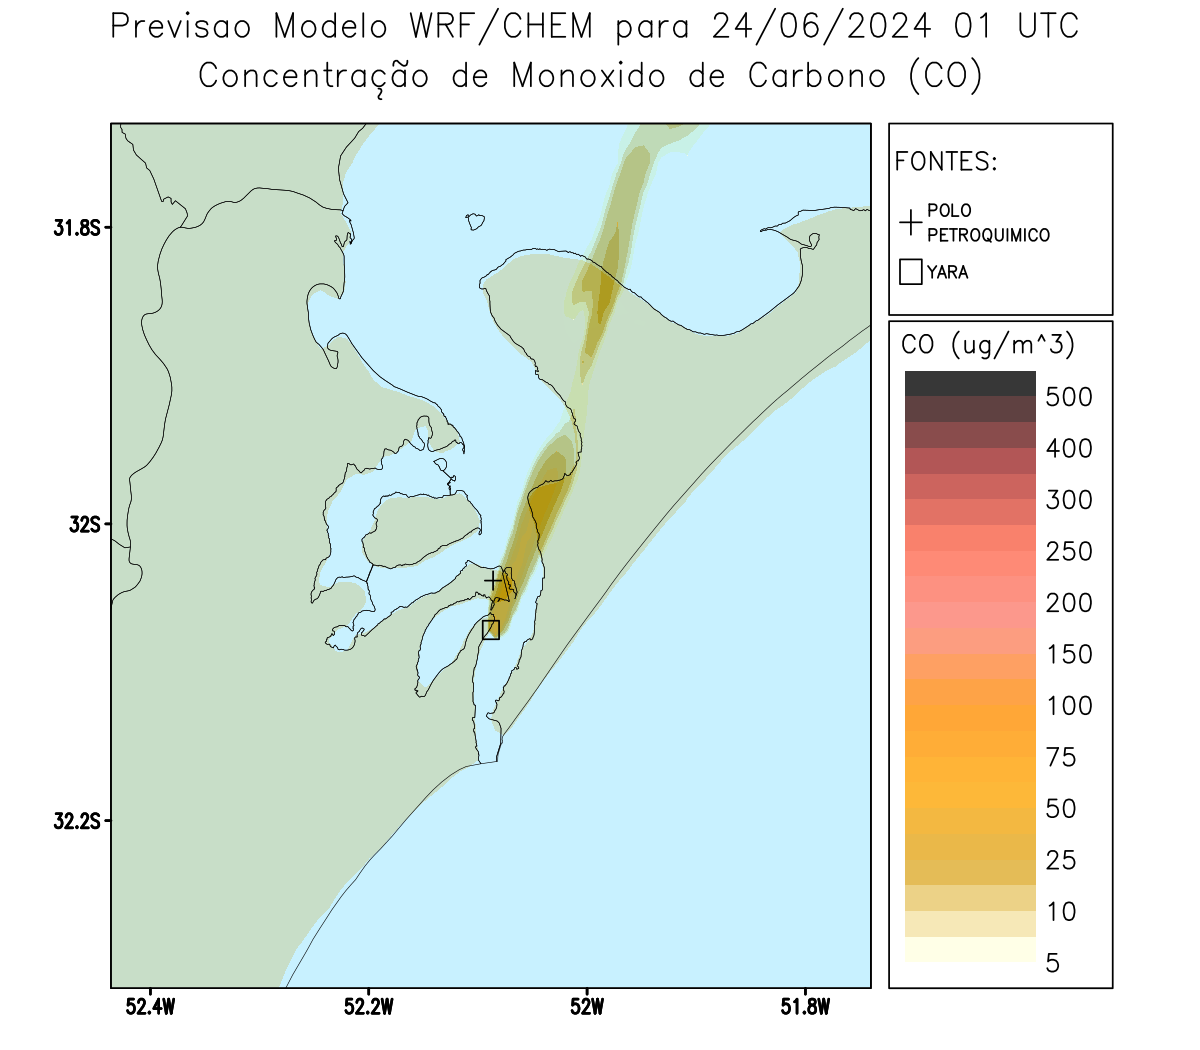 Previsao Modelo WRF/CHEM para 24/06/2024 01 UTC
Concentração de Monoxido de Carbono (CO)
FONTES:
POLO
PETROQUIMICO
YARA
CO (ug/m^3)
500
400
300
250
200
150
100
75
50
25
10
5
31.8S
32S
32.2S
52.4W
52.2W
52W
51.8W